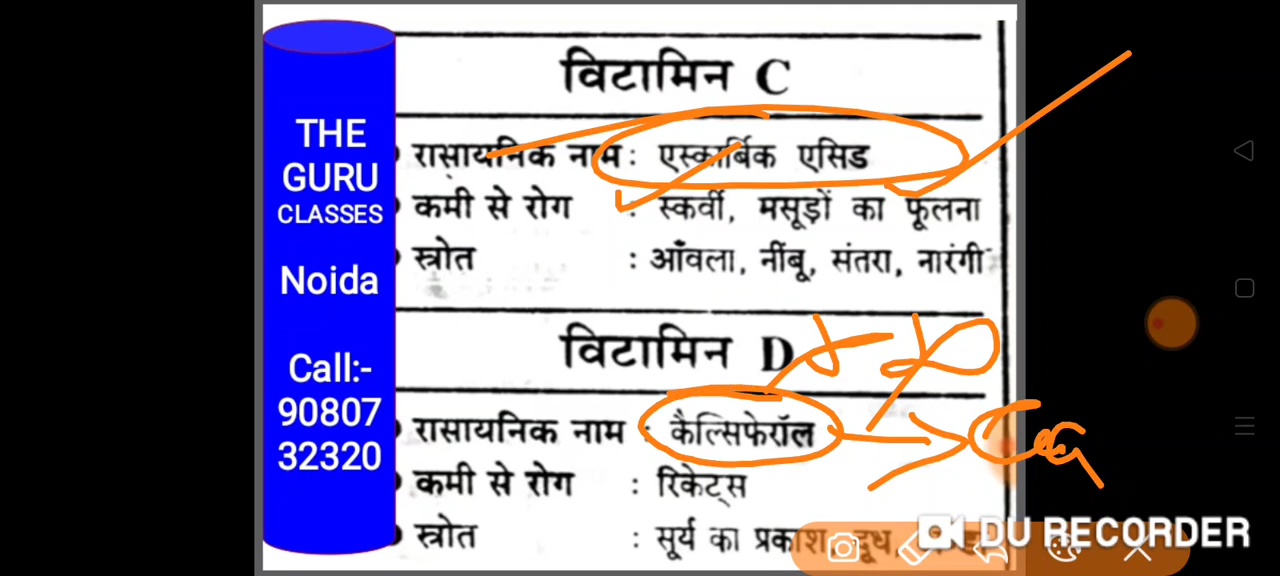 THE
GURU
CLASSES
Noida
Call:-
90807
32320
विटामिन C
रासायनिक नाम : एस्कार्बिक एसिड
कमी से रोग : स्कर्वी, मसूड़ों का फूलना
स्त्रोत : आँवला, नींबू, संतरा, नारंगी
विटामिन D
रासायनिक नाम : कैल्सिफेरॉल
कमी से रोग : रिकेट्स
स्त्रोत : सूर्य का प्रकाश, दूध,
Ca
DU RECORDER